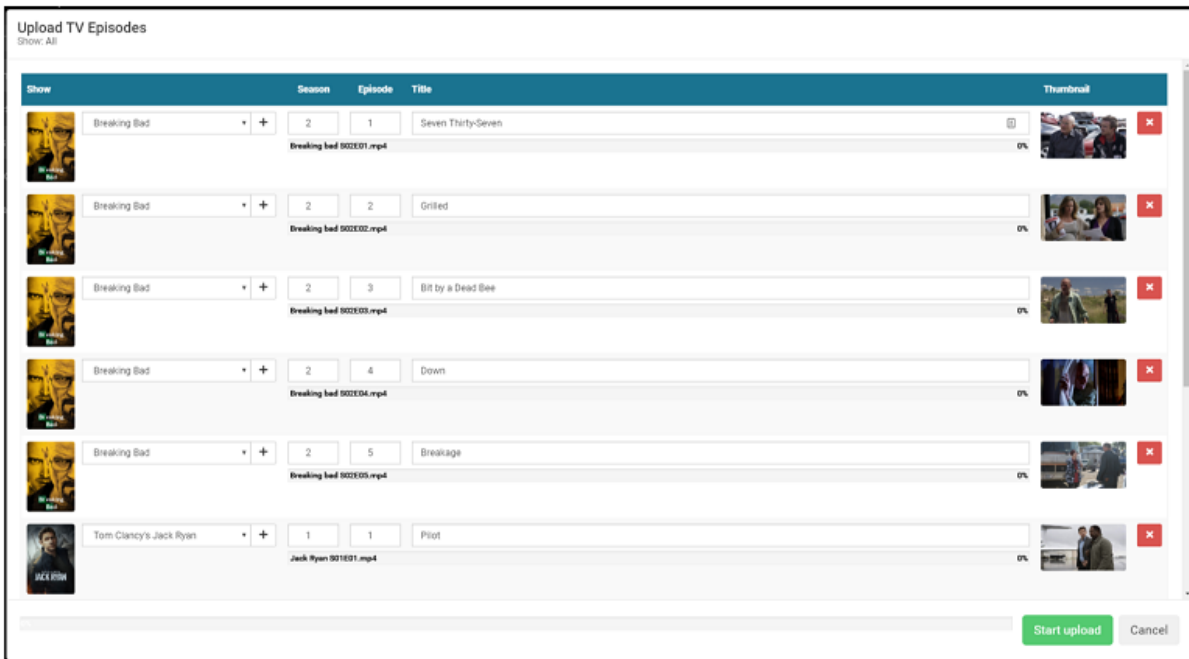 Upload TV Episodes
Show: All
Show Season Episode Title Thumbnail
Breaking Bad + 2 1 Seven Thirty-Seven
Breaking bad S02E01.mp4 0%
Breaking Bad + 2 2 Grilled
Breaking bad S02E02.mp4 0%
Breaking Bad + 2 3 Bit by a Dead Bee
Breaking bad S02E03.mp4 0%
Breaking Bad + 2 4 Down
Breaking bad S02E04.mp4 0%
Breaking Bad + 2 5 Breakage
Breaking bad S02E05.mp4 0%
Tom Clancy's Jack Ryan + 1 1 Pilot
Jack Ryan S01E01.mp4 0%
JACK RYAN
Start upload Cancel